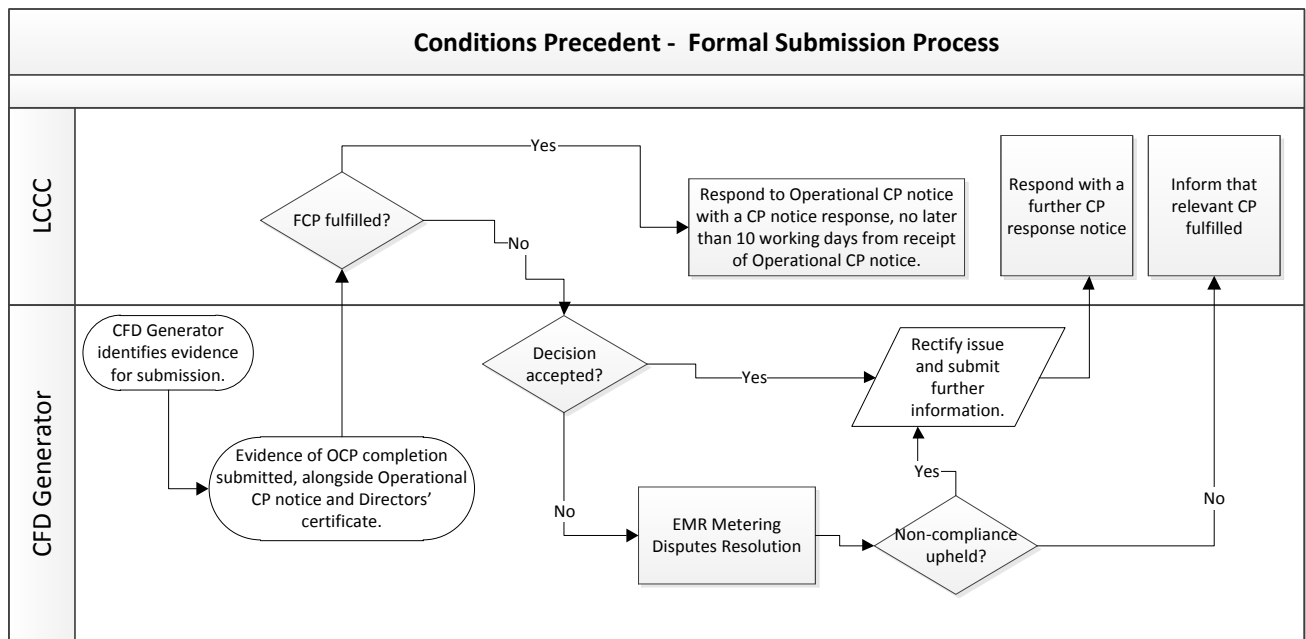 Conditions Precedent -  Formal Submission Process
LCCC
FCP fulfilled?
Yes
No
Respond to Operational CP notice
with a CP notice response, no later
than 10 working days from receipt
of Operational CP notice.
Respond with a
further CP
response notice
Inform that
relevant CP
fulfilled
CFD Generator
CFD Generator
identifies evidence
for submission.
Evidence of OCP completion
submitted, alongside Operational
CP notice and Directors’
certificate.
Decision
accepted?
Yes
No
Rectify issue
and submit
further
information.
EMR Metering
Disputes Resolution
Non-compliance
upheld?
Yes
No